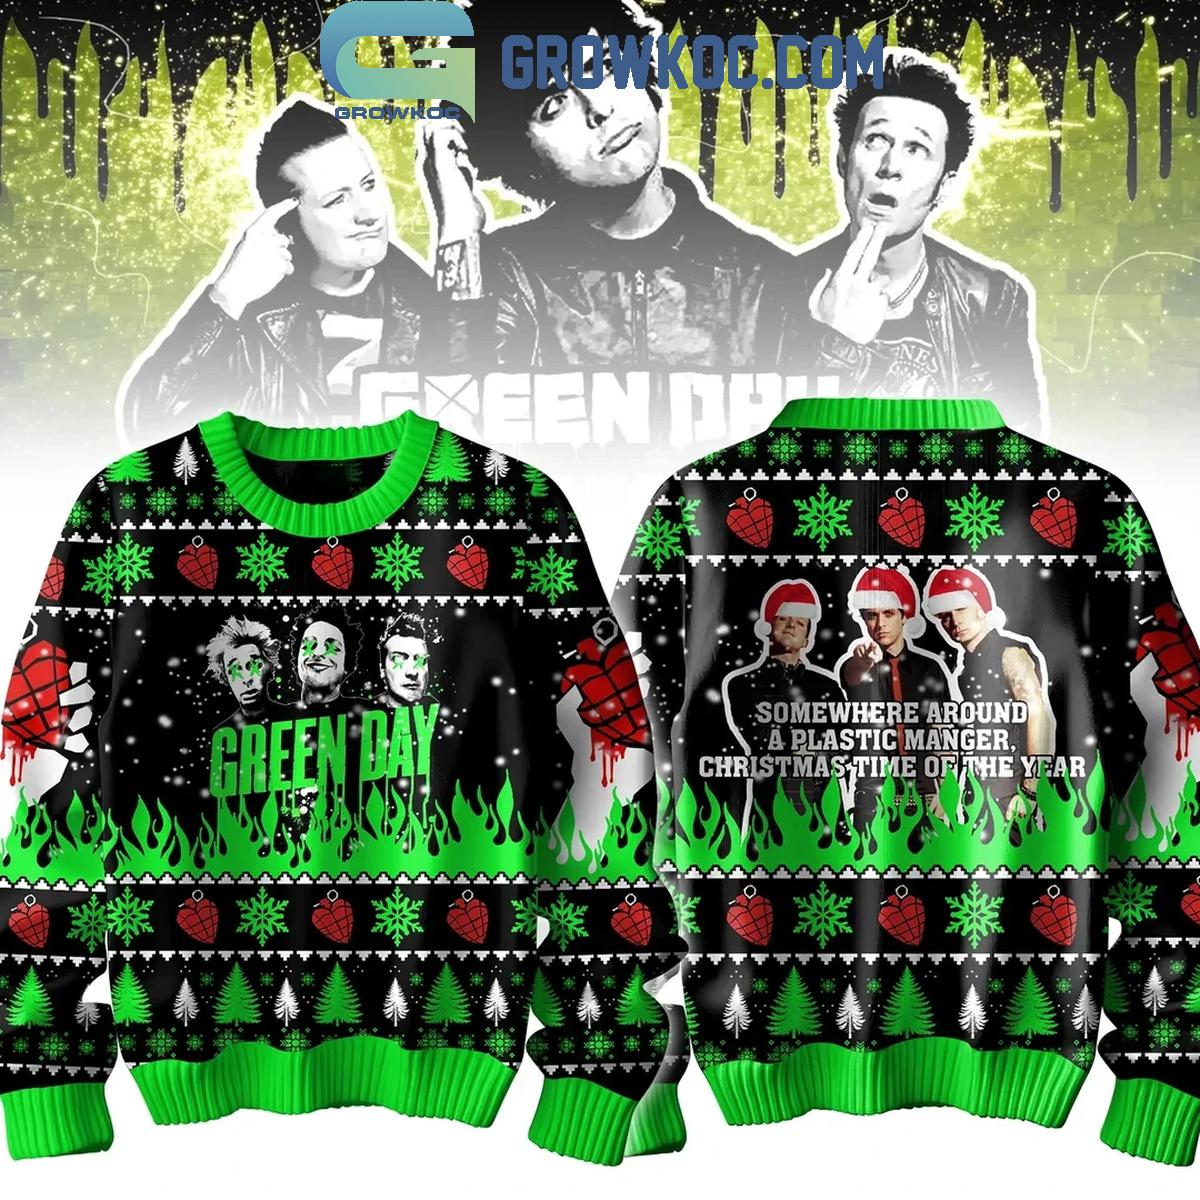 GROWKOC
GROWKOC.COM
GREEN DAY
GREEN DAY
SOMEWHERE AROUND
A PLASTIC MANGER,
CHRISTMAS TIME OF THE YEAR